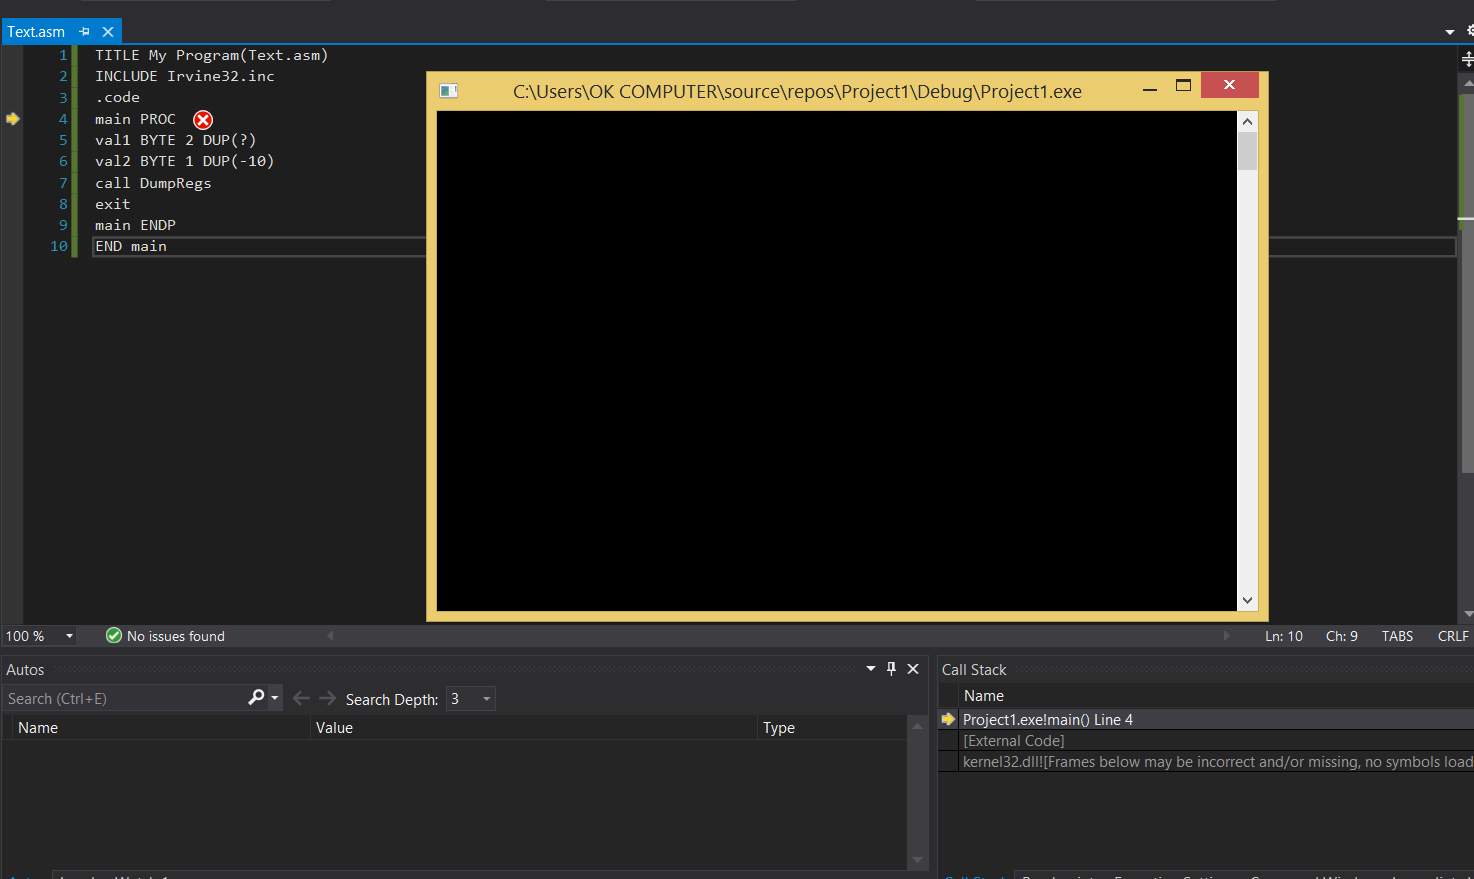 Text.asm
1 TITLE My Program(Text.asm)
2 INCLUDE Irvine32.inc
3 .code
4 main PROC
5 val1 BYTE 2 DUP(?)
6 val2 BYTE 1 DUP(-10)
7 call DumpRegs
8 exit
9 main ENDP
10 END main
C:\Users\OK COMPUTER\source\repos\Project1\Debug\Project1.exe
100 % No issues found Ln: 10 Ch: 9 TABS CRLF
Autos
Search (Ctrl+E) Search Depth: 3
Name Value Type
Call Stack
Name
Project1.exe!main() Line 4
[External Code]
kernel32.dll![Frames below may be incorrect and/or missing, no symbols load